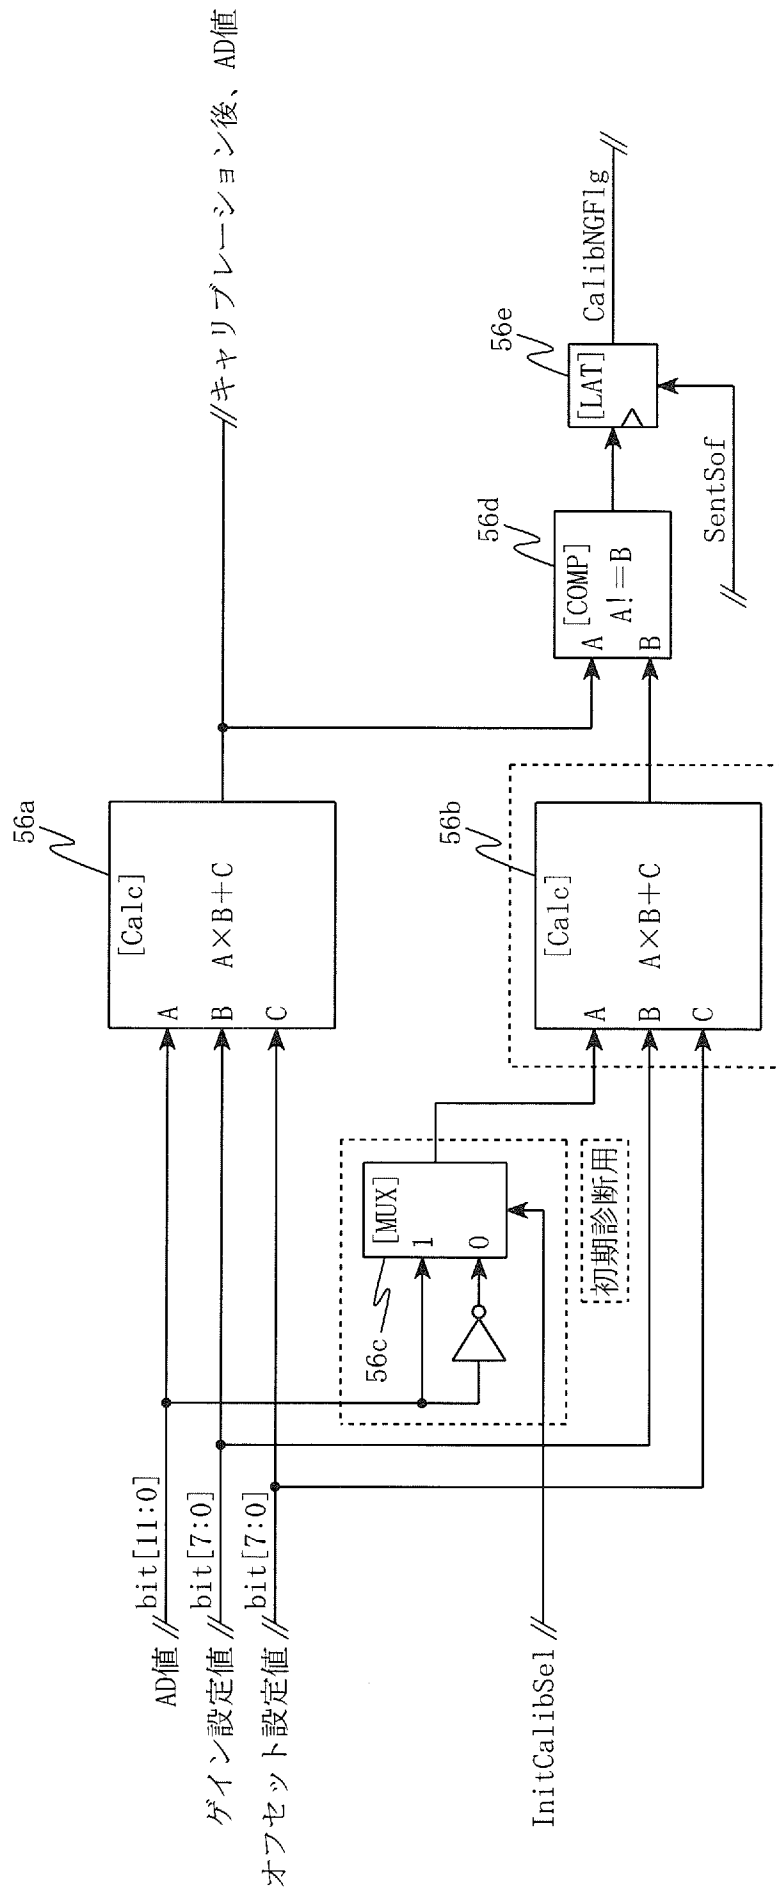 AD値
bit[11:0]
ゲイン設定値
bit[7:0]
オフセット設定値
bit[7:0]
InitCalibSel
56a
[Calc]
A
B
C
A×B+C
キャリブレーション後、AD値
56c
[MUX]
1
0
初期診断用
56b
[Calc]
A
B
C
A×B+C
56d
[COMP]
A
A!=B
B
56e
[LAT]
CalibNGFlg
SentSof